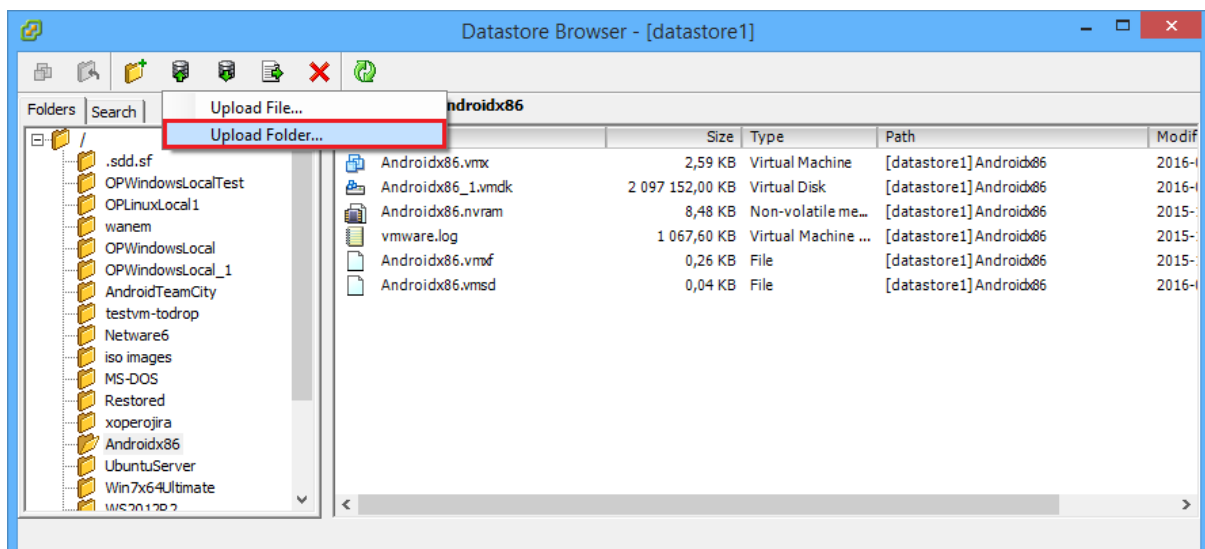 Datastore Browser - [datastore1]
Folders Search
Upload File...
Upload Folder...
ndroidx86
/
.sdd.sf
OPWindowsLocalTest
OPLinuxLocal1
wanem
OPWindowsLocal
OPWindowsLocal_1
AndroidTeamCity
testvm-todrop
Netware6
iso images
MS-DOS
Restored
xoperojira
Androidx86
UbuntuServer
Win7x64Ultimate
WS2012R2
Size Type Path Modif
Androidx86.vmx 2,59 KB Virtual Machine [datastore1] Androidx86 2016-
Androidx86_1.vmdk 2 097 152,00 KB Virtual Disk [datastore1] Androidx86 2016-
Androidx86.nvram 8,48 KB Non-volatile me... [datastore1] Androidx86 2015-
vmware.log 1 067,60 KB Virtual Machine ... [datastore1] Androidx86 2015-
Androidx86.vmxf 0,26 KB File [datastore1] Androidx86 2015-
Androidx86.vmsd 0,04 KB File [datastore1] Androidx86 2016-